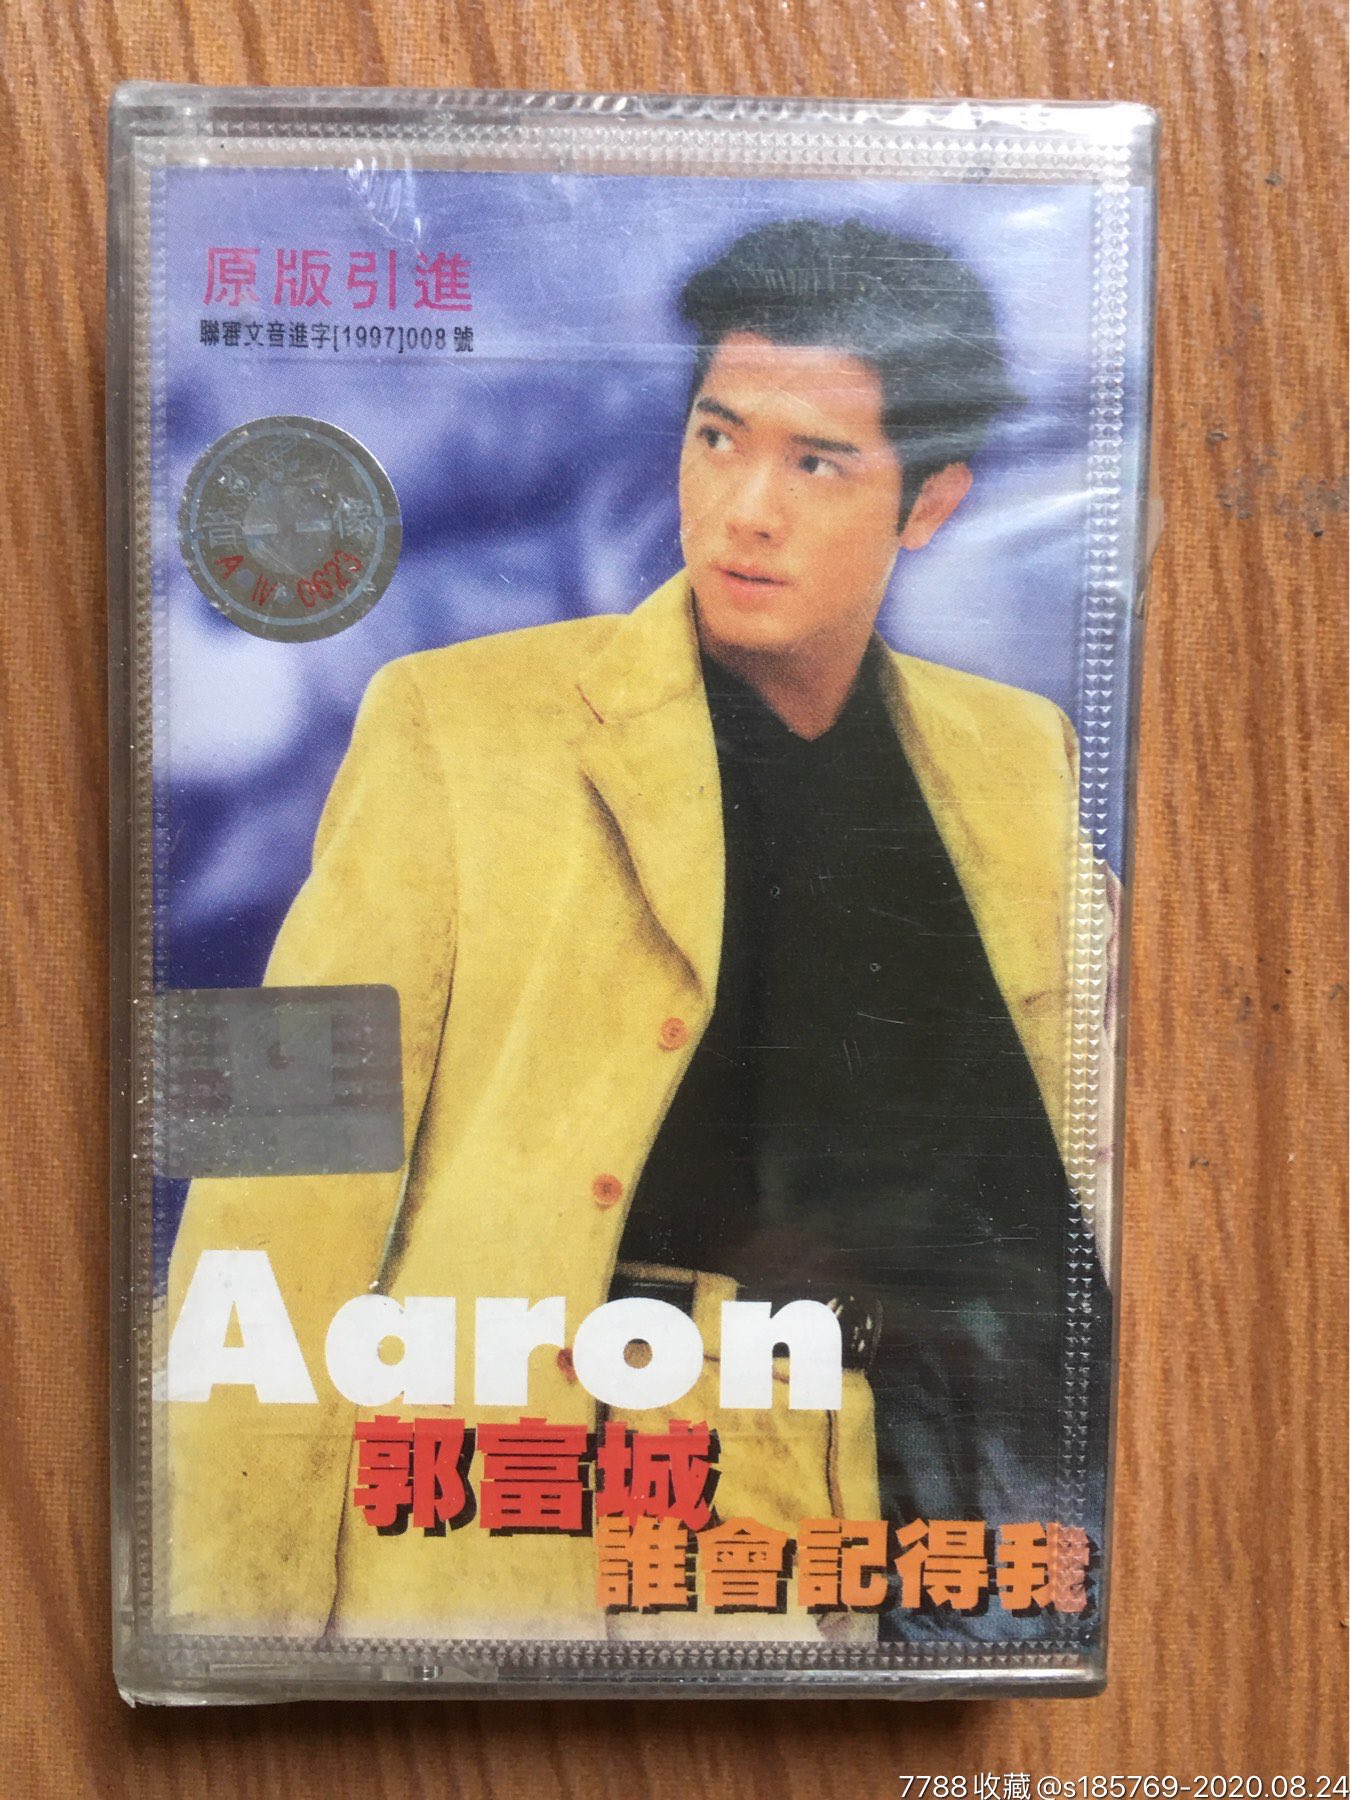 原版引進
聯審文音進字[1997]008號
音像
A·N·0623
Aaron
郭富城
誰會記得我
7788收藏@s185769-2020.08.24